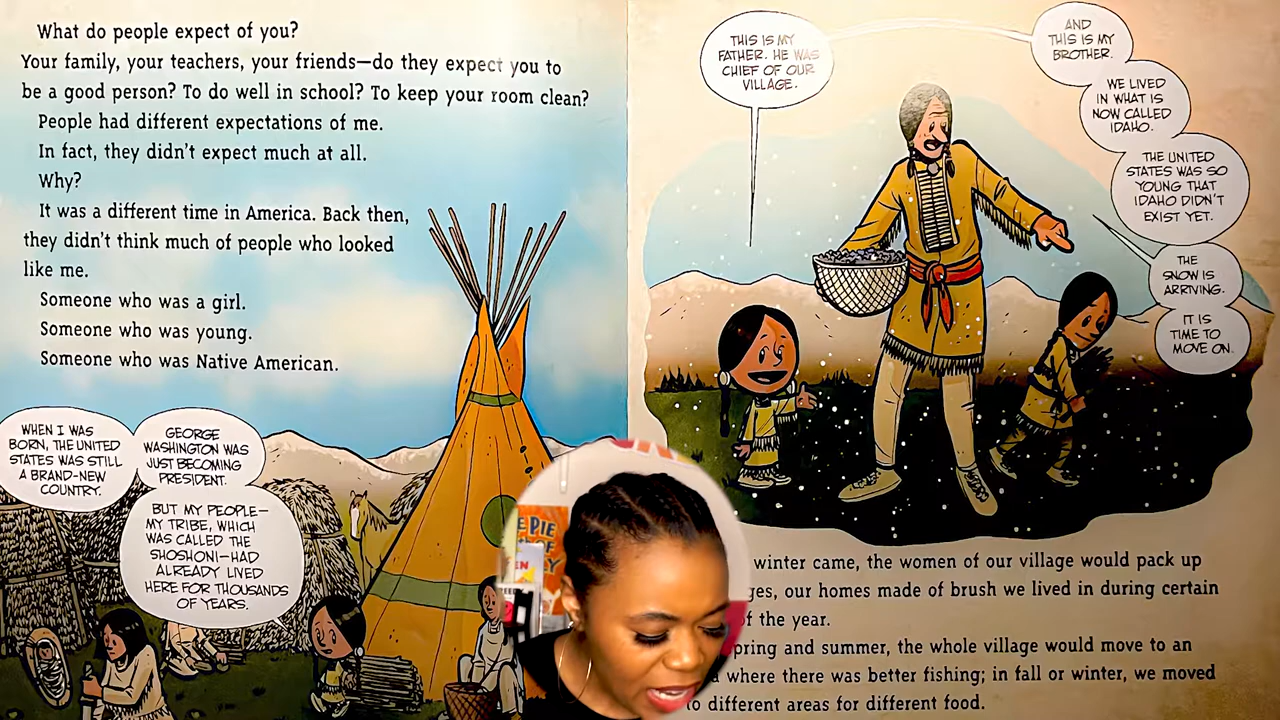 What do people expect of you?
Your family, your teachers, your friends—do they expect you to
be a good person? To do well in school? To keep your room clean?
People had different expectations of me.
In fact, they didn't expect much at all.
Why?
It was a different time in America. Back then,
they didn't think much of people who looked
like me.
Someone who was a girl.
Someone who was young.
Someone who was Native American.
WHEN I WAS
BORN, THE UNITED
STATES WAS STILL
A BRAND-NEW
COUNTRY.
GEORGE
WASHINGTON WAS
JUST BECOMING
PRESIDENT.
BUT MY PEOPLE—
MY TRIBE, WHICH
WAS CALLED THE
SHOSHONI—HAD
ALREADY LIVED
HERE FOR THOUSANDS
OF YEARS.
THIS IS MY
FATHER. HE WAS
CHIEF OF OUR
VILLAGE.
AND
THIS IS MY
BROTHER.
WE LIVED
IN WHAT IS
NOW CALLED
IDAHO.
THE UNITED
STATES WAS SO
YOUNG THAT
IDAHO DIDN'T
EXIST YET.
THE
SNOW IS
ARRIVING.
IT IS
TIME TO
MOVE ON.
winter came, the women of our village would pack up
our homes made of brush we lived in during certain
of the year.
and summer, the whole village would move to an
where there was better fishing; in fall or winter, we moved
to different areas for different food.
PIE